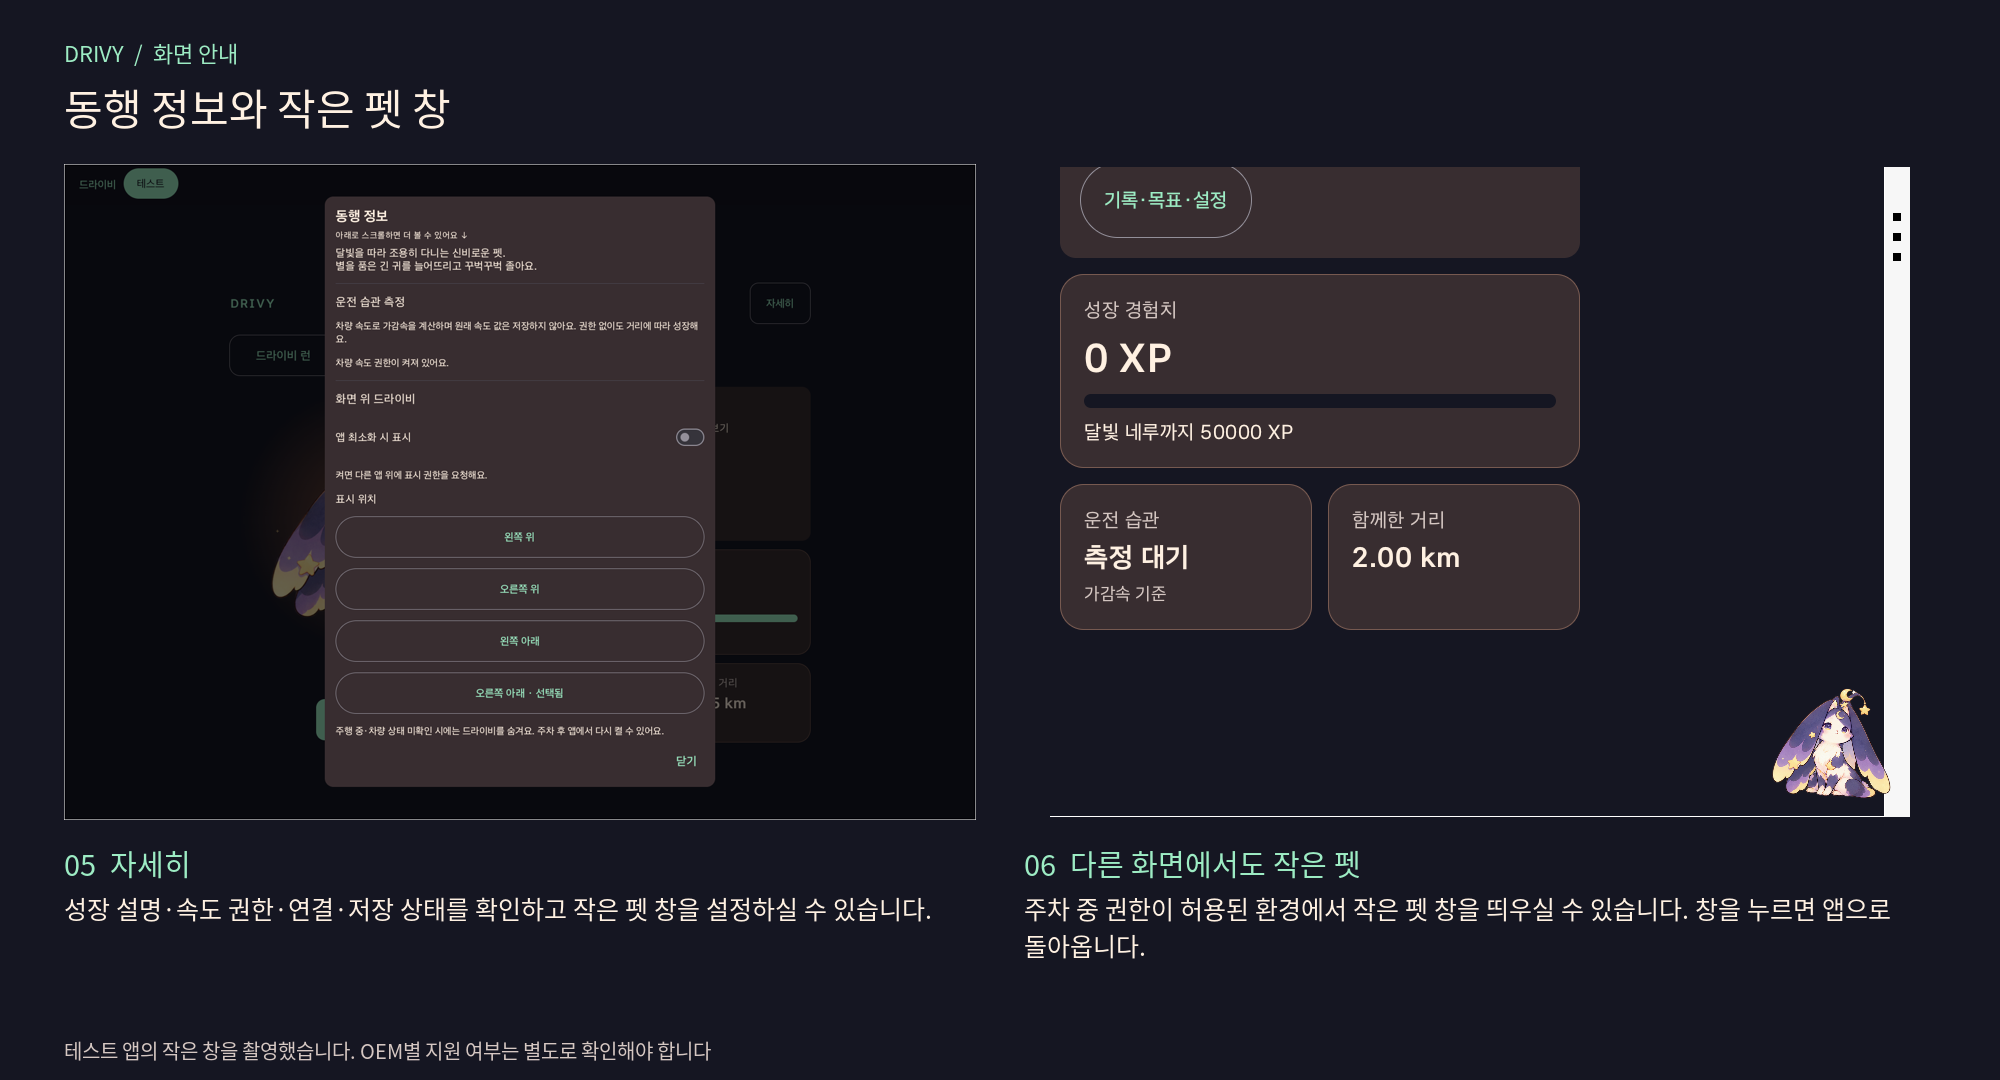 DRIVY / 화면 안내
동행 정보와 작은 펫 창
드라이비 테스트
동행 정보
아래로 스크롤하면 더 볼 수 있어요 ↓
달빛을 따라 조용히 다니는 신비로운 펫.
별을 품은 긴 귀를 늘어뜨리고 꾸벅꾸벅 졸아요.
DRIVY
자세히
운전 습관 측정
차량 속도로 가감속을 계산하며 원래 속도 값은 저장하지 않아요. 권한 없이도 거리에 따라 성장해
요.
드라이비 런
차량 속도 권한이 켜져 있어요.
화면 위 드라이비
보기
앱 최소화 시 표시
켜면 다른 앱 위에 표시 권한을 요청해요.
표시 위치
왼쪽 위
오른쪽 위
왼쪽 아래
오른쪽 아래 · 선택됨
거리
5 km
주행 중·차량 상태 미확인 시에는 드라이비를 숨겨요. 주차 후 앱에서 다시 켤 수 있어요.
닫기
기록·목표·설정
성장 경험치
0 XP
달빛 네루까지 50000 XP
운전 습관
측정 대기
가감속 기준
함께한 거리
2.00 km
05 자세히
성장 설명·속도 권한·연결·저장 상태를 확인하고 작은 펫 창을 설정하실 수 있습니다.
06 다른 화면에서도 작은 펫
주차 중 권한이 허용된 환경에서 작은 펫 창을 띄우실 수 있습니다. 창을 누르면 앱으로
돌아옵니다.
테스트 앱의 작은 창을 촬영했습니다. OEM별 지원 여부는 별도로 확인해야 합니다